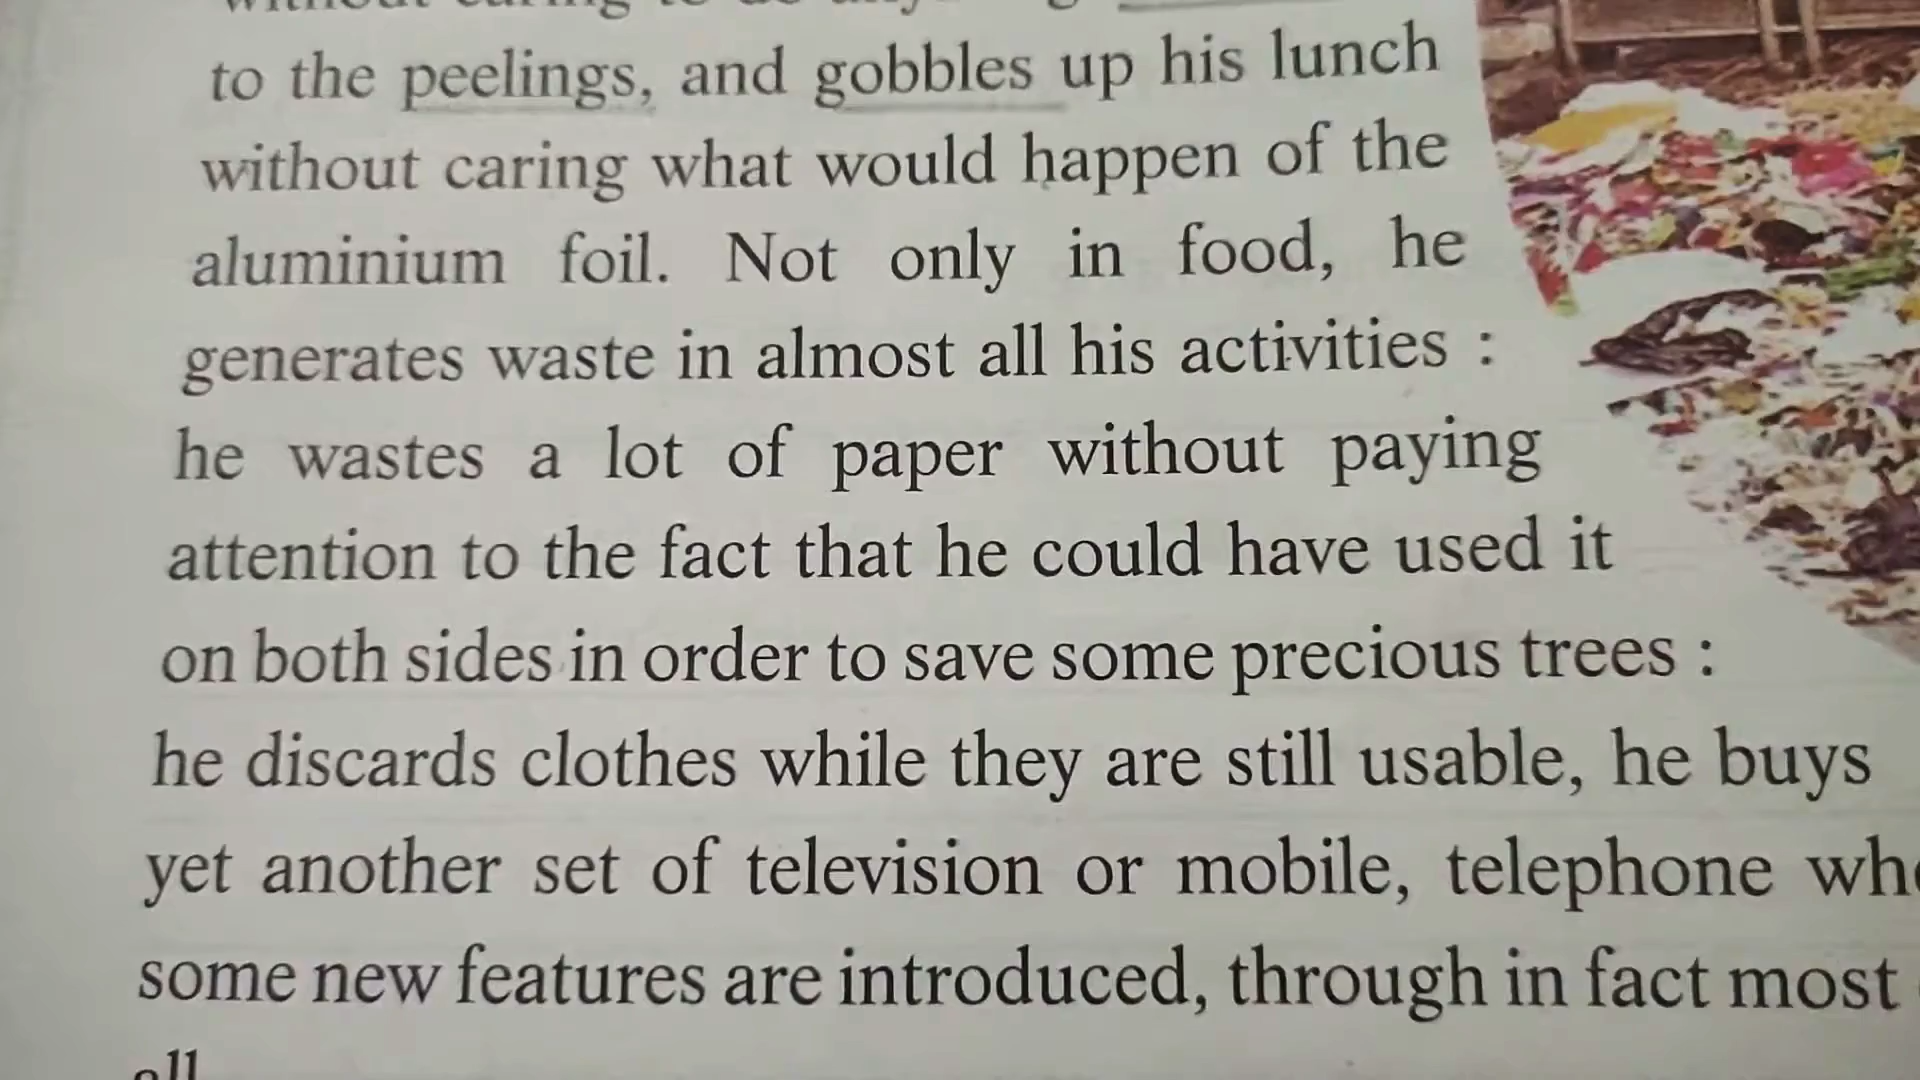 to the peelings, and gobbles up his lunch
without caring what would happen of the
aluminium foil. Not only in food, he
generates waste in almost all his activities :
he wastes a lot of paper without paying
attention to the fact that he could have used it
on both sides in order to save some precious trees :
he discards clothes while they are still usable, he buys
yet another set of television or mobile, telephone
some new features are introduced, through in fact most